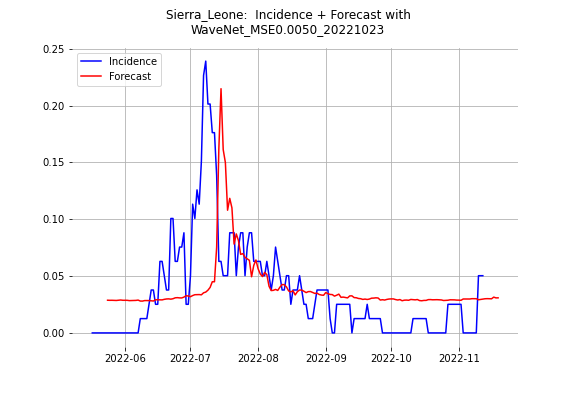 Sierra_Leone:  Incidence + Forecast with
WaveNet_MSE0.0050_20221023
Incidence
Forecast
0.25
0.20
0.15
0.10
0.05
0.00
2022-06 2022-07 2022-08 2022-09 2022-10 2022-11